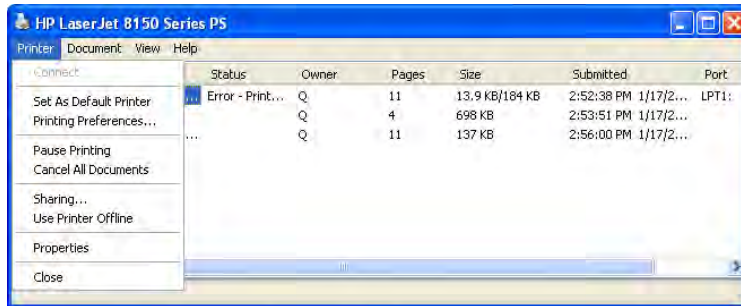 HP LaserJet 8150 Series PS
Printer Document View Help
Connect
Status Owner Pages Size Submitted Port
Set As Default Printer
... Error - Print... Q 11 13.9 KB/184 KB 2:52:38 PM 1/17/2... LPT1:
Printing Preferences...
Q 4 698 KB 2:53:51 PM 1/17/2...
Pause Printing
... Q 11 137 KB 2:56:00 PM 1/17/2...
Cancel All Documents
Sharing...
Use Printer Offline
Properties
Close